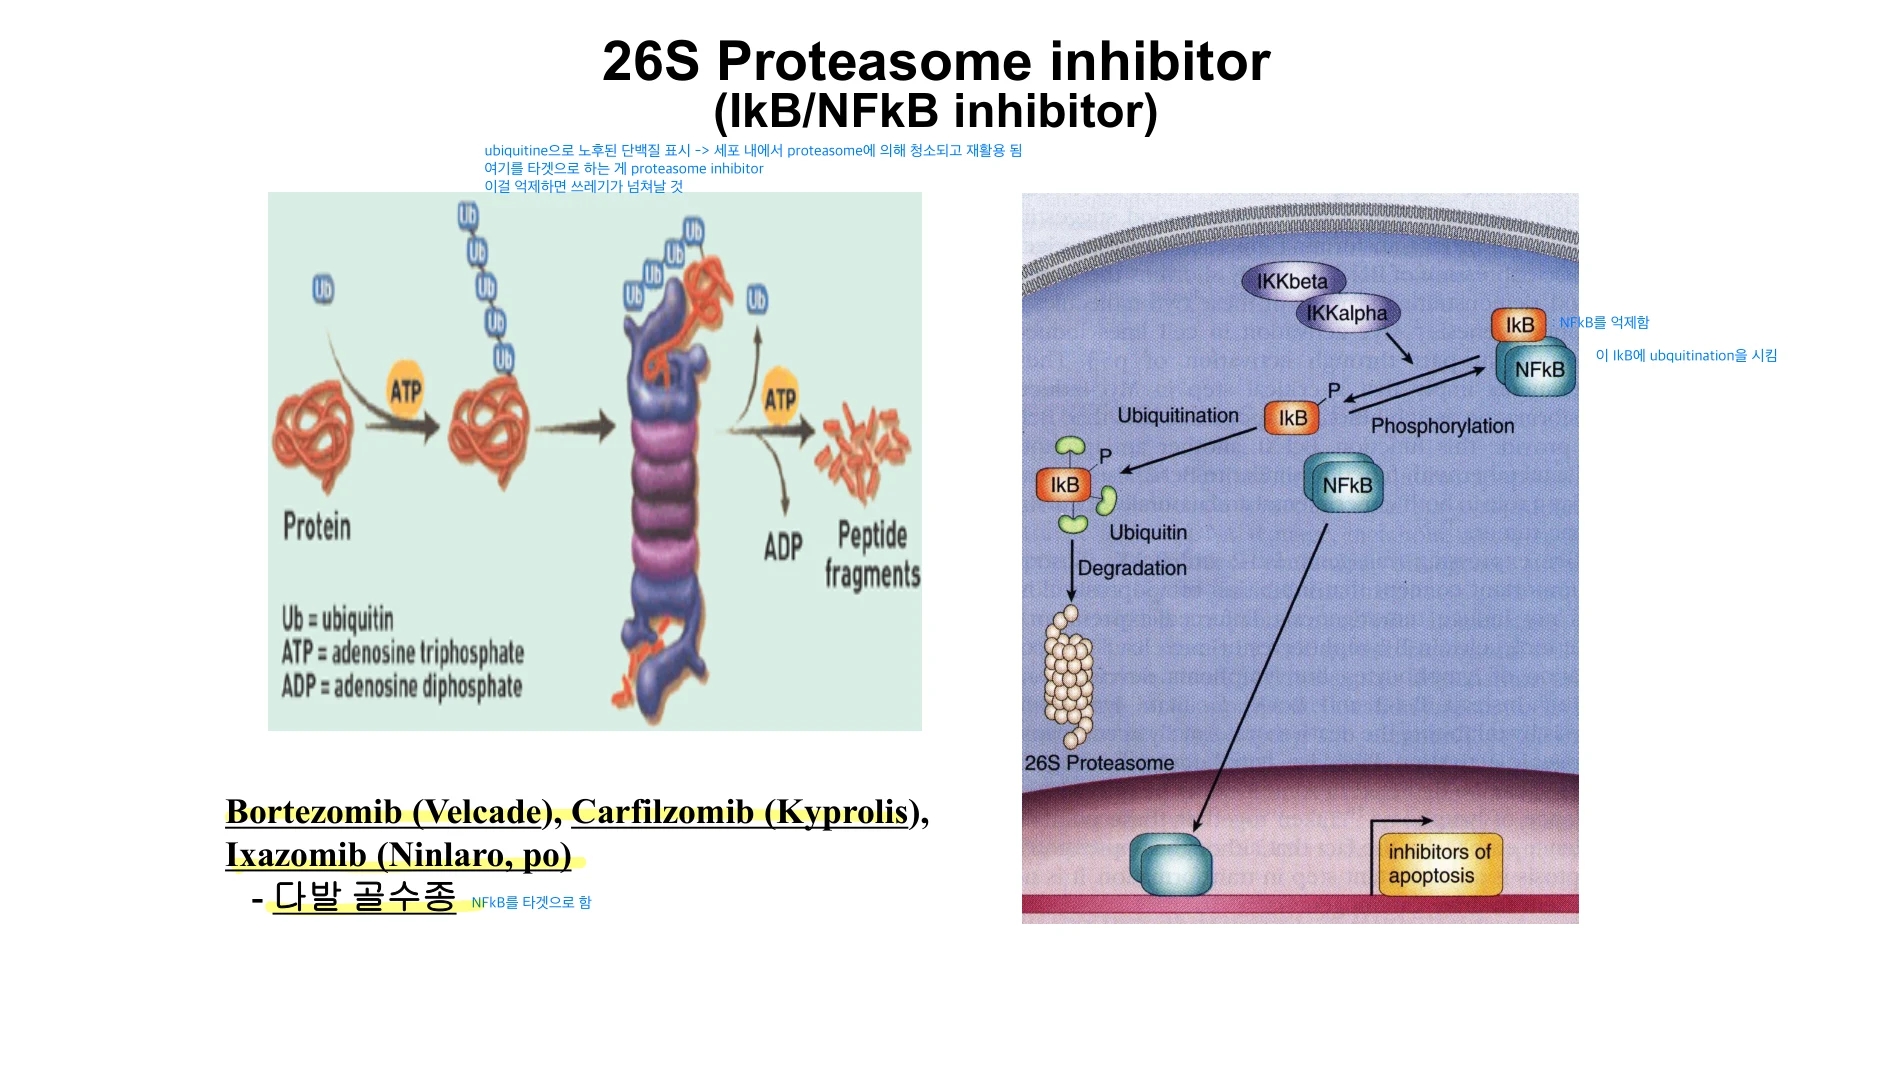 26S Proteasome inhibitor
(IkB/NFkB inhibitor)
ubiquitine으로 노후된 단백질 표시 -> 세포 내에서 proteasome에 의해 청소되고 재활용 됨
여기를 타겟으로 하는 게 proteasome inhibitor
이걸 억제하면 쓰레기가 넘쳐날 것
Ub
Ub
Ub
Ub
Ub
Ub
Ub
Ub
Ub
Ub
Ub
ATP
ATP
Protein
ADP
Peptide
fragments
Ub = ubiquitin
ATP = adenosine triphosphate
ADP = adenosine diphosphate
IKKbeta
IKKalpha
IkB
NFkB를 억제함
NFkB
이 IkB에 ubquitination을 시킴
P
IkB
Ubiquitination
Phosphorylation
P
IkB
NFkB
Ubiquitin
Degradation
26S Proteasome
inhibitors of
apoptosis
Bortezomib (Velcade), Carfilzomib (Kyprolis),
Ixazomib (Ninlaro, po)
- 다발 골수종
NFkB를 타겟으로 함